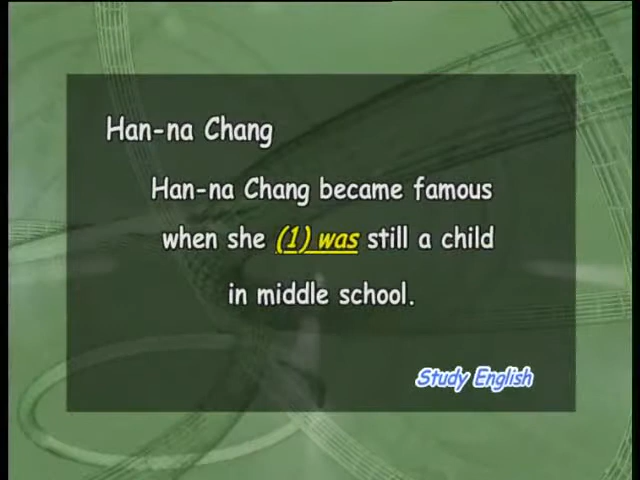 Han-na Chang
Han-na Chang became famous
when she (1) was still a child
in middle school.
Study English